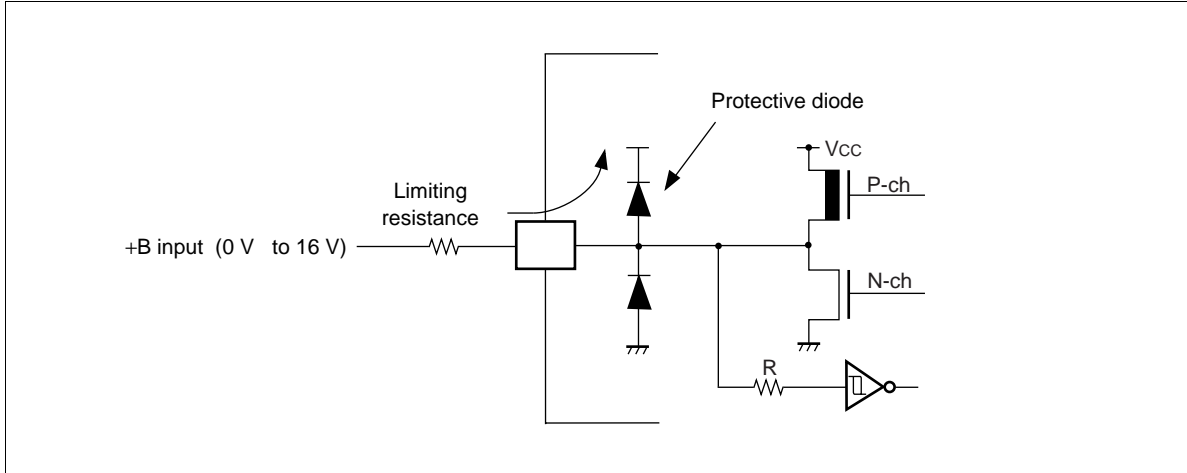 Protective diode
VCC
P-ch
Limiting
resistance
+B input (0 V to 16 V)
N-ch
R